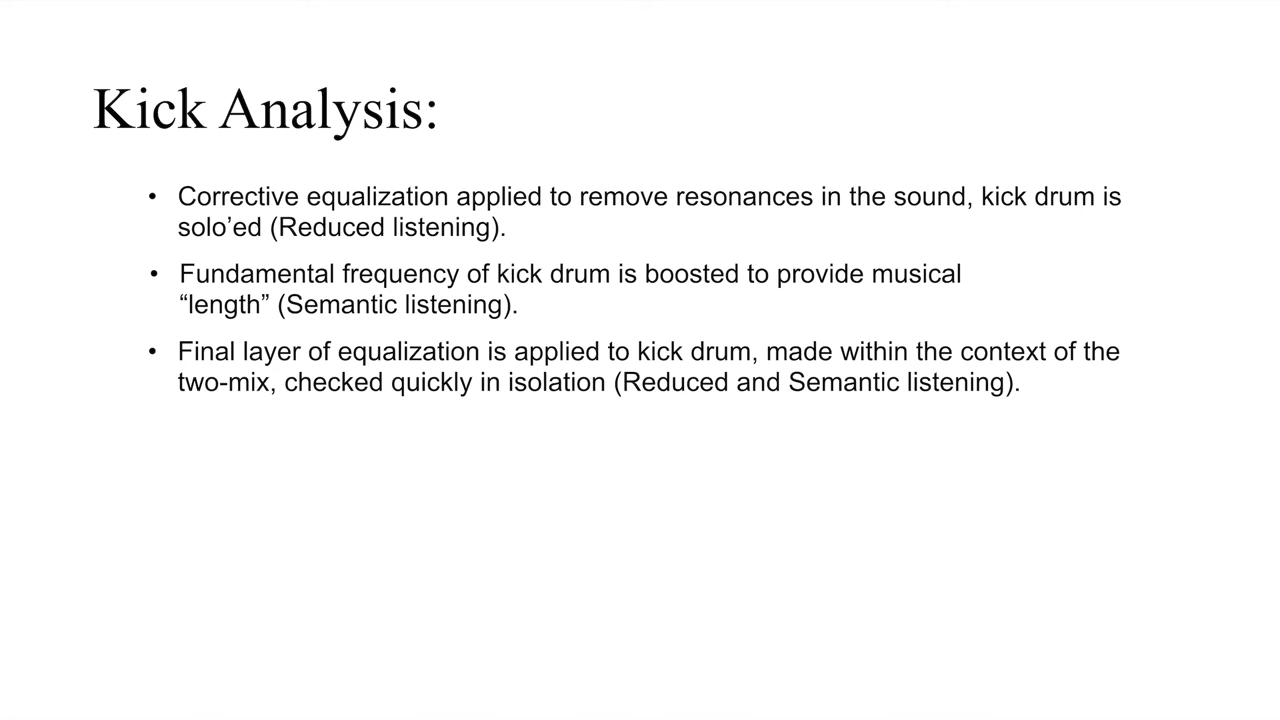 Kick Analysis:
• Corrective equalization applied to remove resonances in the sound, kick drum is
solo’ed (Reduced listening).
• Fundamental frequency of kick drum is boosted to provide musical
“length” (Semantic listening).
• Final layer of equalization is applied to kick drum, made within the context of the
two-mix, checked quickly in isolation (Reduced and Semantic listening).